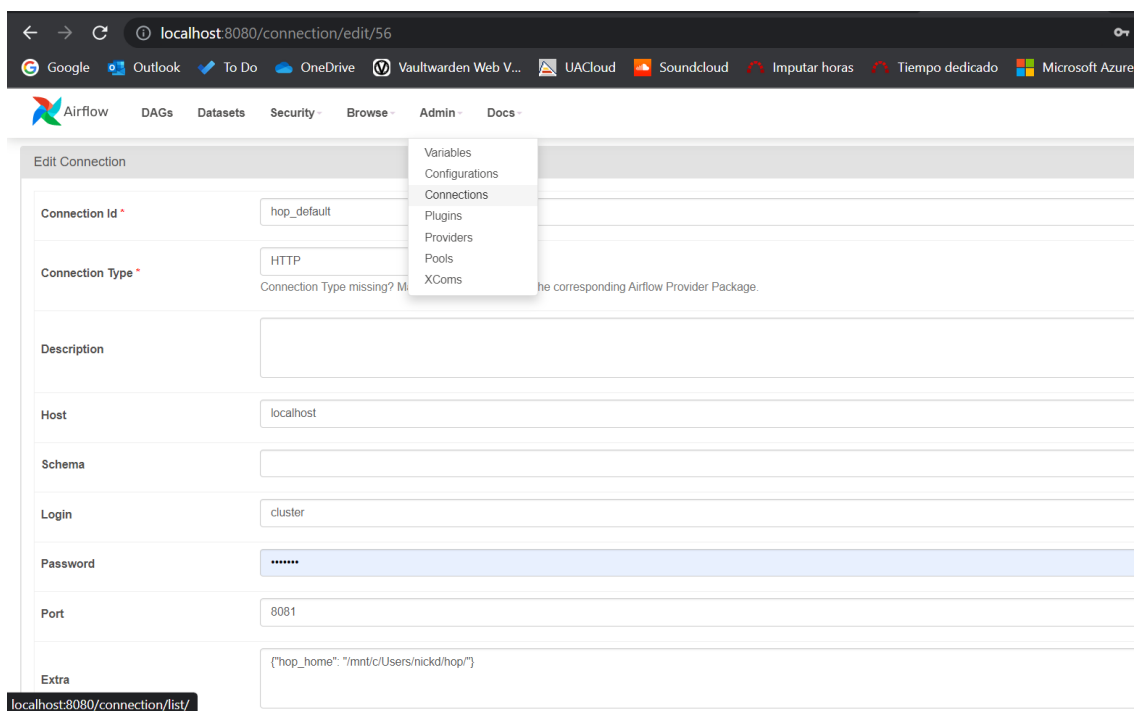 localhost:8080/connection/edit/56
Google Outlook To Do OneDrive Vaultwarden Web V... UACloud Soundcloud Imputar horas Tiempo dedicado Microsoft Azure
Airflow DAGs Datasets Security Browse Admin Docs
Variables
Configurations
Connections
Plugins
Providers
Pools
XComs
Edit Connection
Connection Id * hop_default
Connection Type * HTTP
Connection Type missing? M he corresponding Airflow Provider Package.
Description
Host localhost
Schema
Login cluster
Password •••••••
Port 8081
Extra {"hop_home": "/mnt/c/Users/nickd/hop/"}
localhost:8080/connection/list/